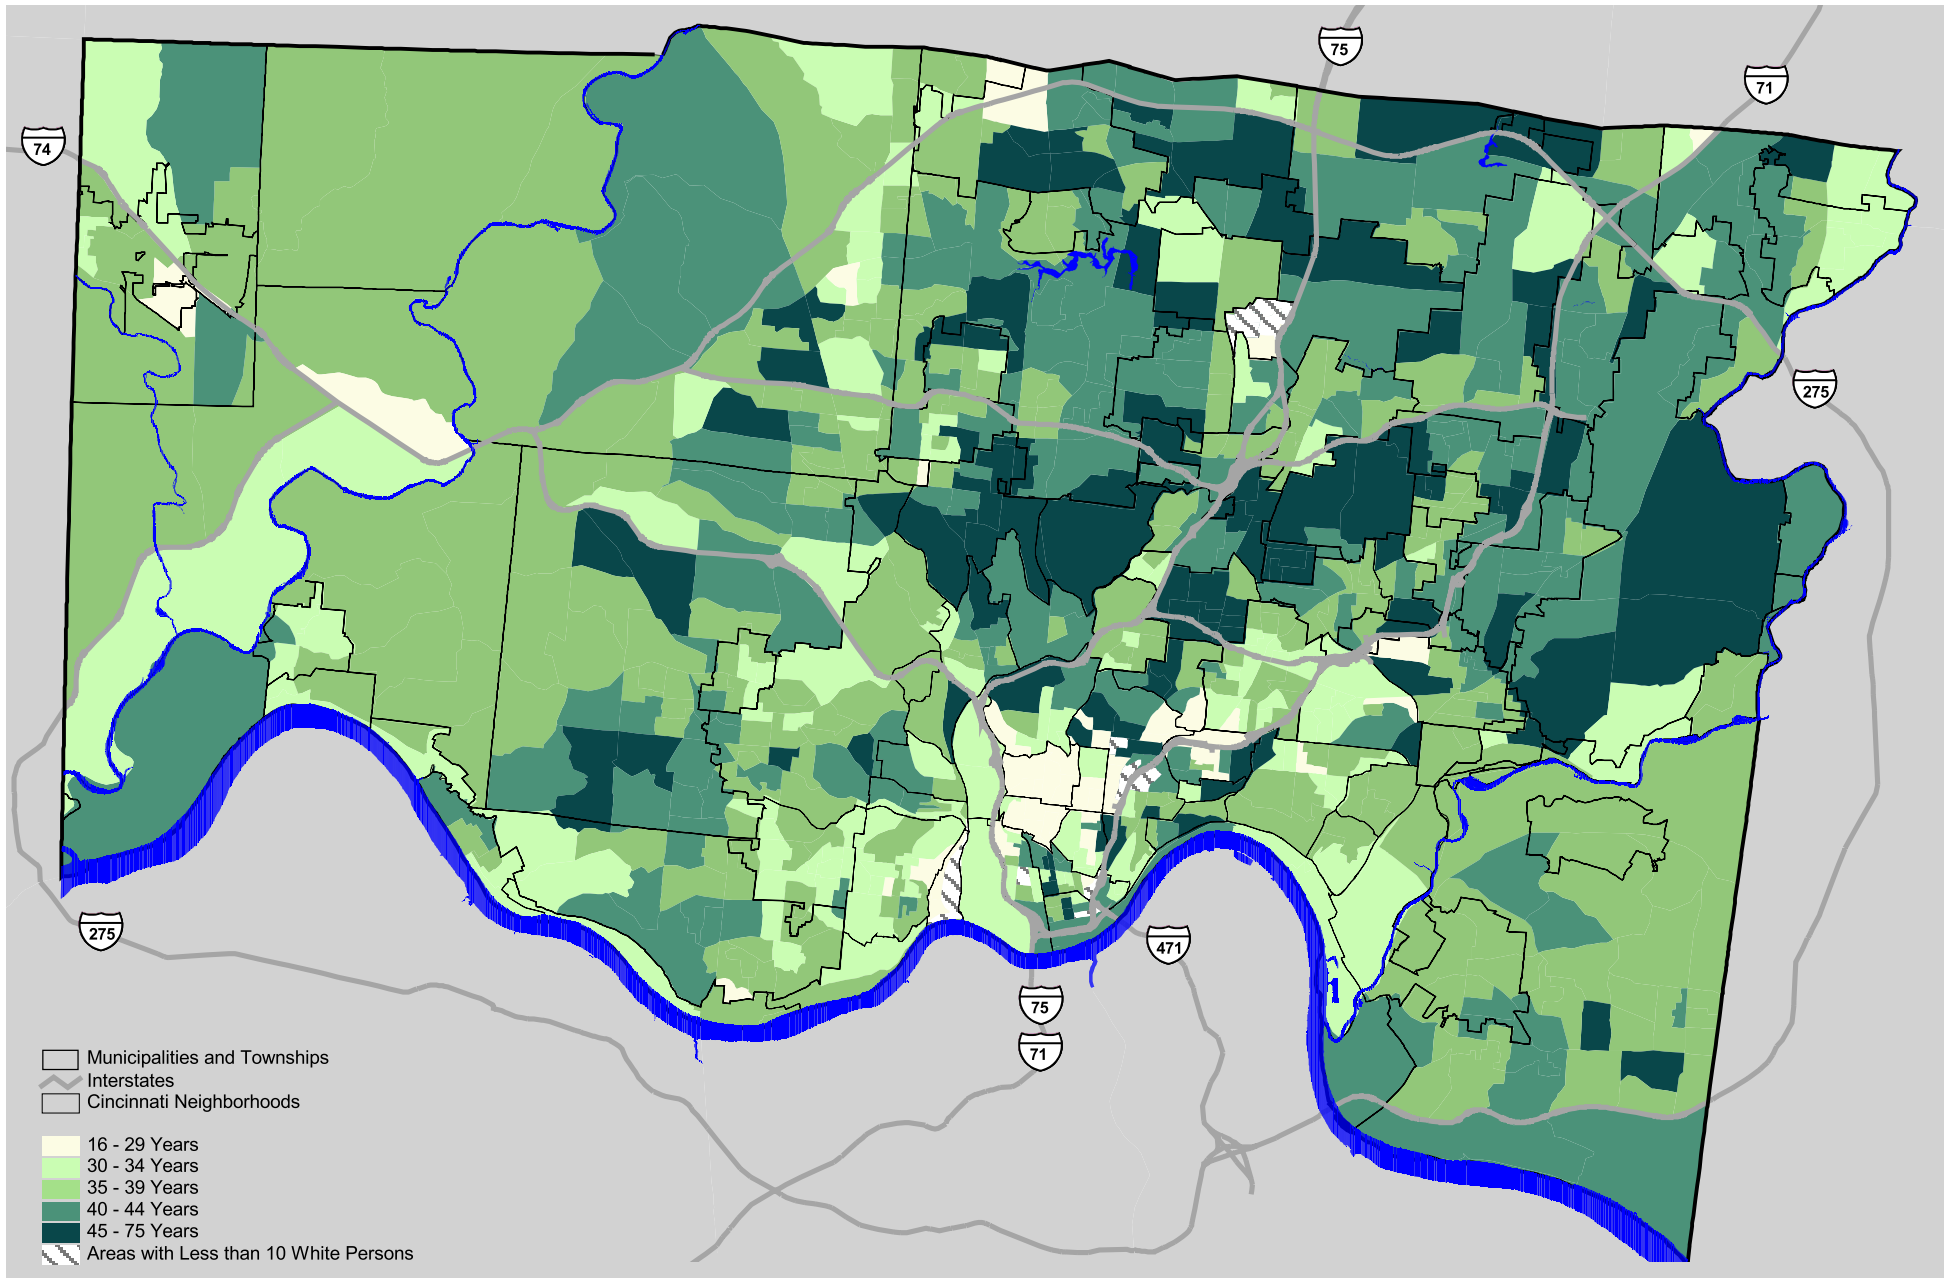 75
71
74
275
275
471
75
71
Municipalities and Townships
Interstates
Cincinnati Neighborhoods
16 - 29 Years
30 - 34 Years
35 - 39 Years
40 - 44 Years
45 - 75 Years
Areas with Less than 10 White Persons